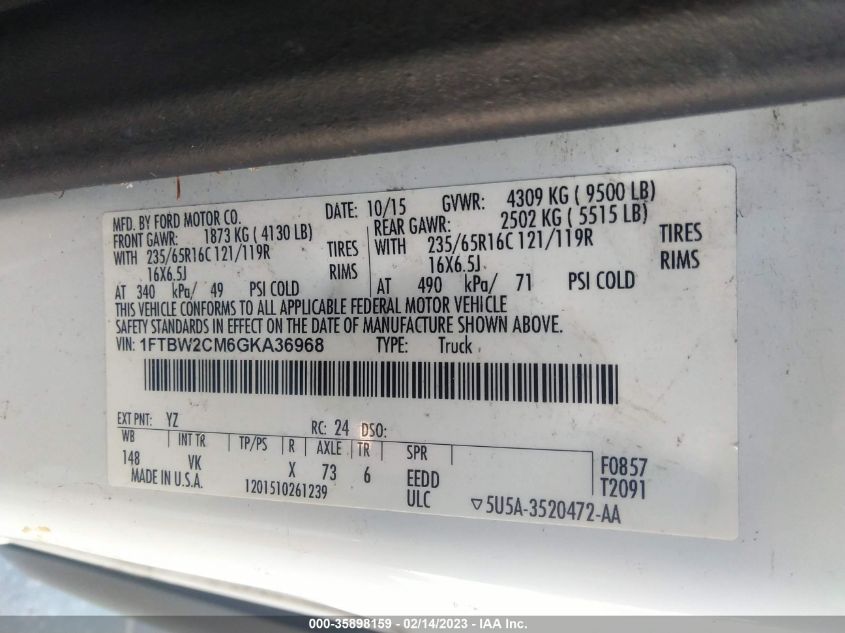 MFD. BY FORD MOTOR CO. DATE: 10/15 GVWR: 4309 KG ( 9500 LB)
FRONT GAWR: 1873 KG ( 4130 LB) REAR GAWR: 2502 KG ( 5515 LB)
WITH 235/65R16C 121/119R TIRES WITH 235/65R16C 121/119R TIRES
16X6.5J RIMS 16X6.5J RIMS
AT 340 kPa/ 49 PSI COLD AT 490 kPa/ 71 PSI COLD
THIS VEHICLE CONFORMS TO ALL APPLICABLE FEDERAL MOTOR VEHICLE
SAFETY STANDARDS IN EFFECT ON THE DATE OF MANUFACTURE SHOWN ABOVE.
VIN: 1FTBW2CM6GKA36968 TYPE: Truck
EXT PNT: YZ RC: 24 DSO:
WB INT TR TP/PS R AXLE TR SPR
148 VK X 73 6 EEDD F0857
MADE IN U.S.A. 1201510261239 ULC T2091
5U5A-3520472-AA
000-35898159 - 02/14/2023 - IAA Inc.